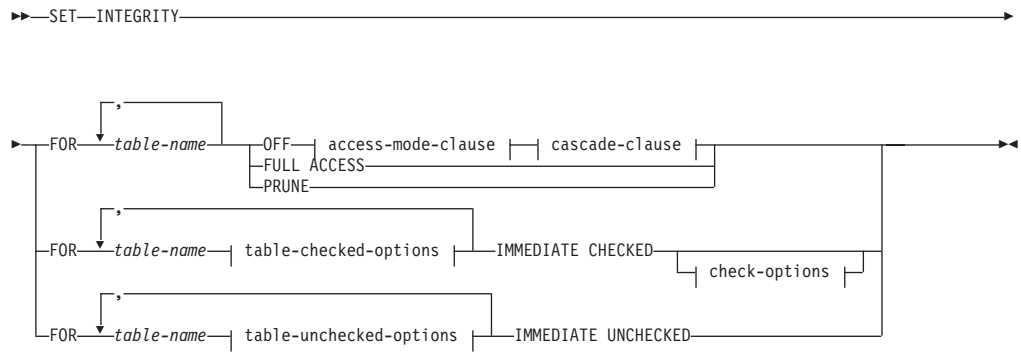 SET INTEGRITY
,
FOR table-name OFF access-mode-clause cascade-clause
FULL ACCESS
PRUNE
,
FOR table-name table-checked-options IMMEDIATE CHECKED
check-options
,
FOR table-name table-unchecked-options IMMEDIATE UNCHECKED